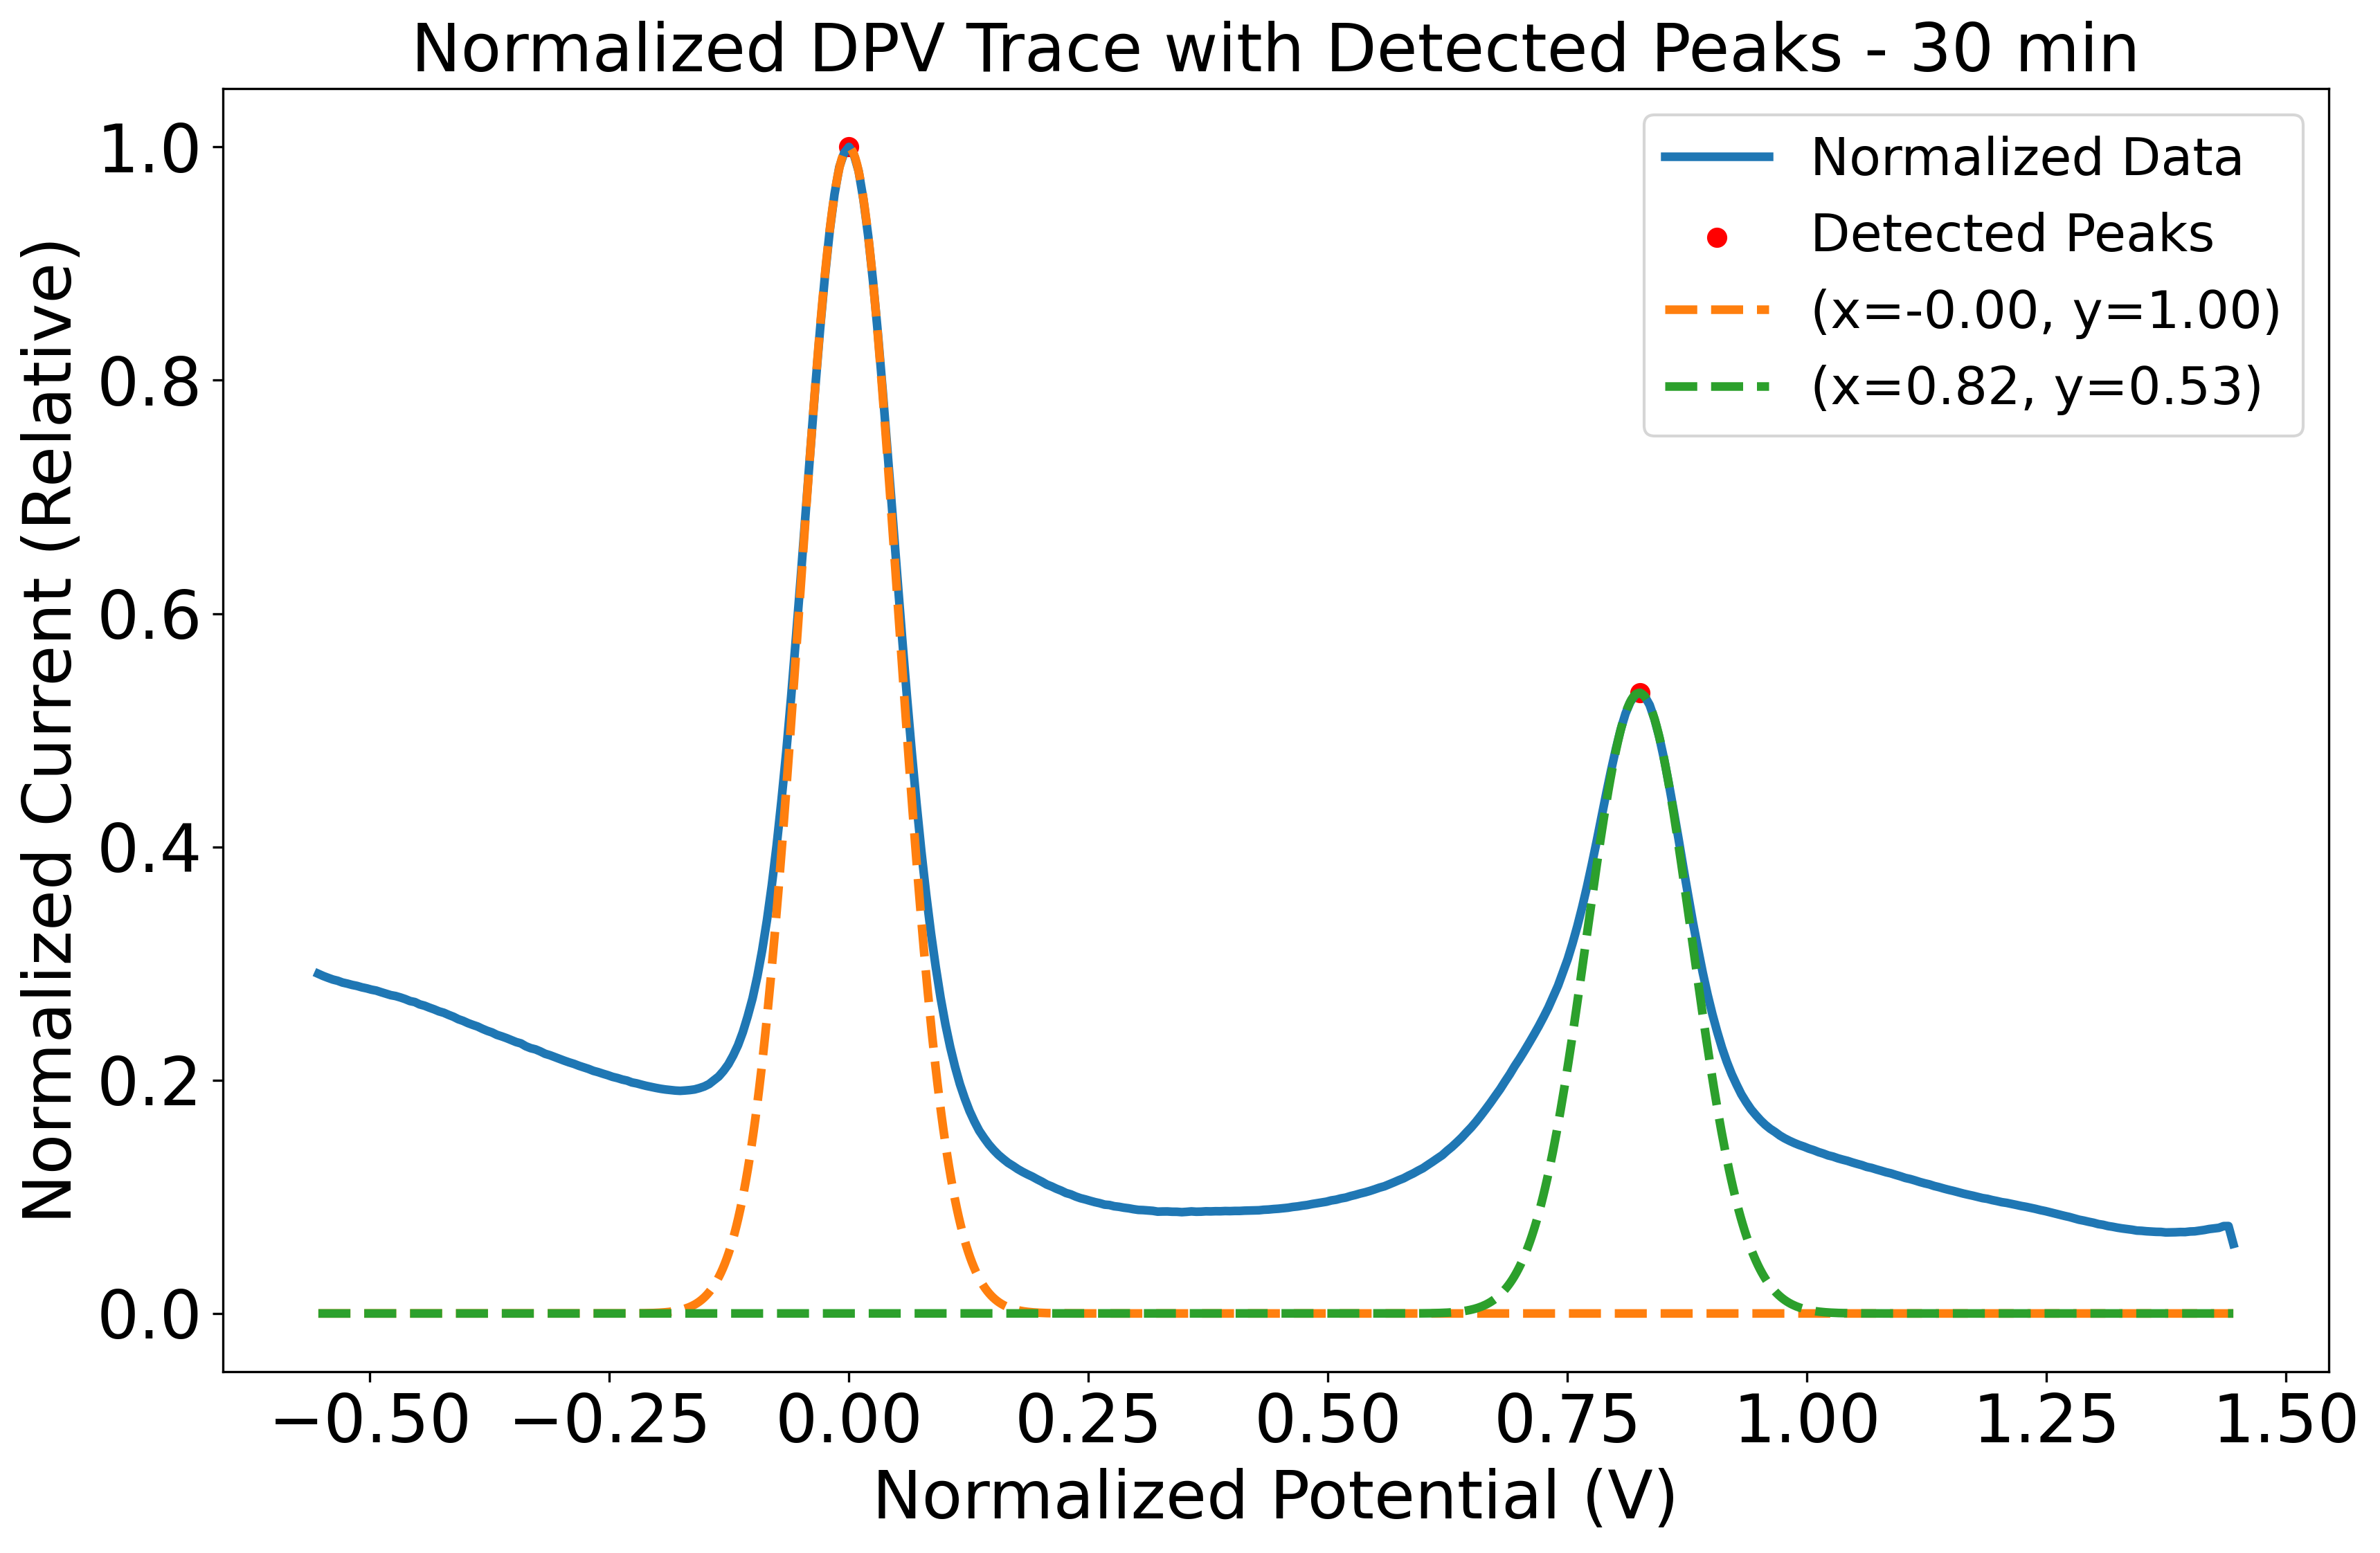 Normalized DPV Trace with Detected Peaks - 30 min
Normalized Data
Detected Peaks
(x=-0.00, y=1.00)
(x=0.82, y=0.53)
Normalized Current (Relative)
1.0
0.8
0.6
0.4
0.2
0.0
−0.50 −0.25 0.00 0.25 0.50 0.75 1.00 1.25 1.50
Normalized Potential (V)